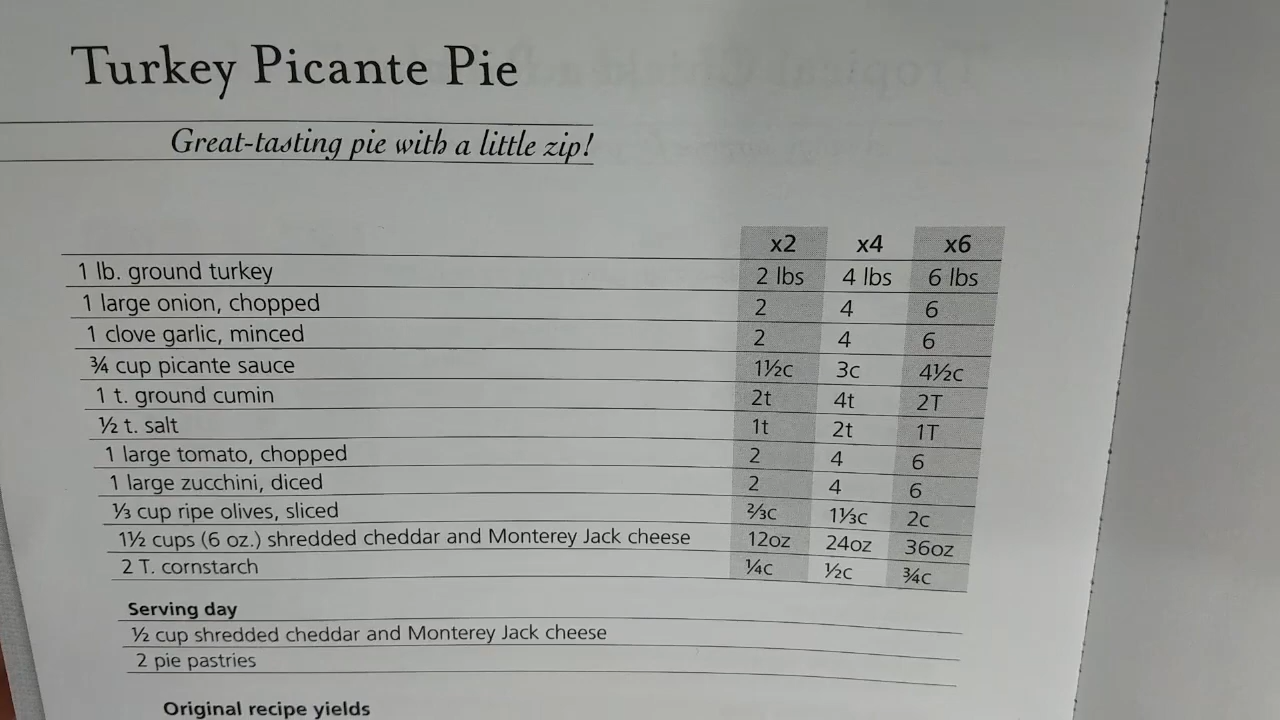 Turkey Picante Pie
Great-tasting pie with a little zip!
x2 x4 x6
1 lb. ground turkey 2 lbs 4 lbs 6 lbs
1 large onion, chopped 2 4 6
1 clove garlic, minced 2 4 6
¾ cup picante sauce 1½c 3c 4½c
1 t. ground cumin 2t 4t 2T
½ t. salt 1t 2t 1T
1 large tomato, chopped 2 4 6
1 large zucchini, diced 2 4 6
⅓ cup ripe olives, sliced ⅔c 1⅓c 2c
1½ cups (6 oz.) shredded cheddar and Monterey Jack cheese 12oz 24oz 36oz
2 T. cornstarch ¼c ½c ¾c
Serving day
½ cup shredded cheddar and Monterey Jack cheese
2 pie pastries
Original recipe yields